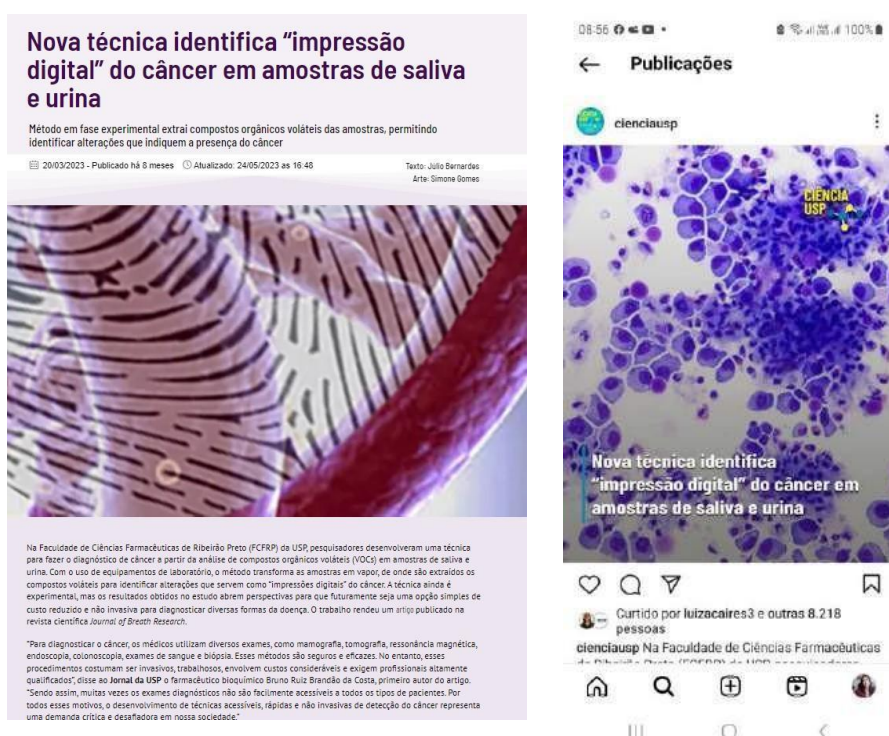 Nova técnica identifica “impressão
digital” do câncer em amostras de saliva
e urina
Método em fase experimental extrai compostos orgânicos voláteis das amostras, permitindo
identificar alterações que indiquem a presença do câncer
20/03/2023 - Publicado há 8 meses Atualizado: 24/05/2023 as 16:48
Texto: Júlio Bernardes
Arte: Simone Gomes
Na Faculdade de Ciências Farmacêuticas de Ribeirão Preto (FCFRP) da USP, pesquisadores desenvolveram uma técnica
para fazer o diagnóstico de câncer a partir da análise de compostos orgânicos voláteis (VOCs) em amostras de saliva e
urina. Com o uso de equipamentos de laboratório, o método transforma as amostras em vapor, de onde são extraídos os
compostos voláteis para identificar alterações que servem como “impressões digitais” do câncer. A técnica ainda é
experimental, mas os resultados obtidos no estudo abrem perspectivas para que futuramente seja uma opção simples de
custo reduzido e não invasiva para diagnosticar diversas formas da doença. O trabalho rendeu um artigo publicado na
revista científica Journal of Breath Research.
“Para diagnosticar o câncer, os médicos utilizam diversos exames, como mamografia, tomografia, ressonância magnética,
endoscopia, colonoscopia, exames de sangue e biópsia. Esses métodos são seguros e eficazes. No entanto, esses
procedimentos costumam ser invasivos, trabalhosos, envolvem custos consideráveis e exigem profissionais altamente
qualificados”, disse ao Jornal da USP o farmacêutico bioquímico Bruno Ruiz Brandão da Costa, primeiro autor do artigo.
“Sendo assim, muitas vezes os exames diagnósticos não são facilmente acessíveis a todos os tipos de pacientes. Por
todos esses motivos, o desenvolvimento de técnicas acessíveis, rápidas e não invasivas de detecção do câncer representa
uma demanda crítica e desafiadora em nossa sociedade.”
08:56
100%
Publicações
cienciausp
CIÊNCIA
USP
Nova técnica identifica
“impressão digital” do câncer em
amostras de saliva e urina
Curtido por luizacaires3 e outras 8.218
pessoas
cienciausp Na Faculdade de Ciências Farmacêuticas